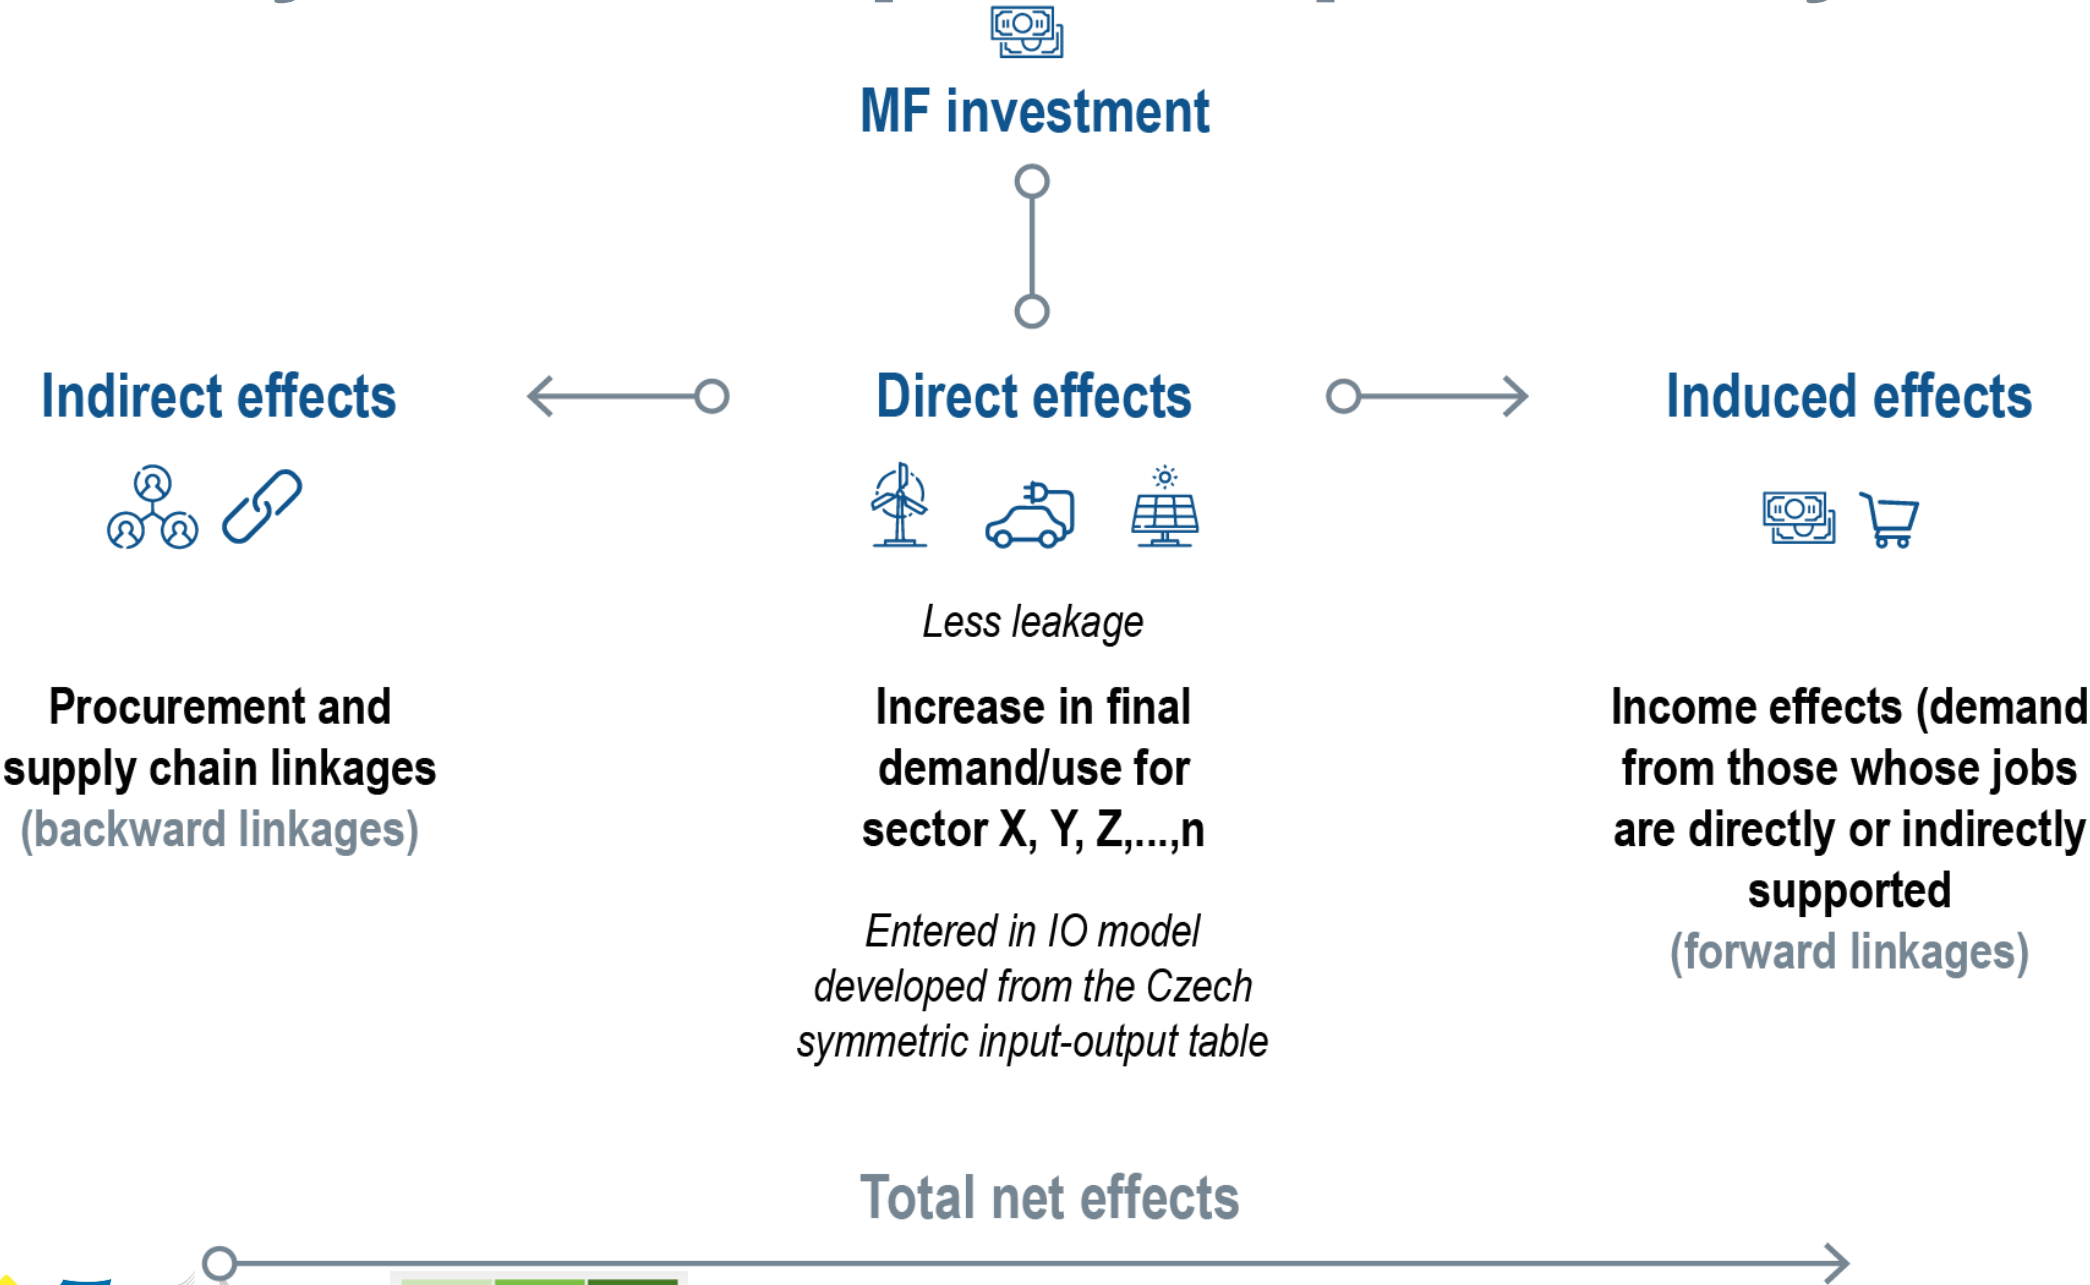 MF investment
Indirect effects
Direct effects
Induced effects
Less leakage
Procurement and
supply chain linkages
(backward linkages)
Increase in final
demand/use for
sector X, Y, Z,...,n
Entered in IO model
developed from the Czech
symmetric input-output table
Income effects (demand
from those whose jobs
are directly or indirectly
supported
(forward linkages)
Total net effects